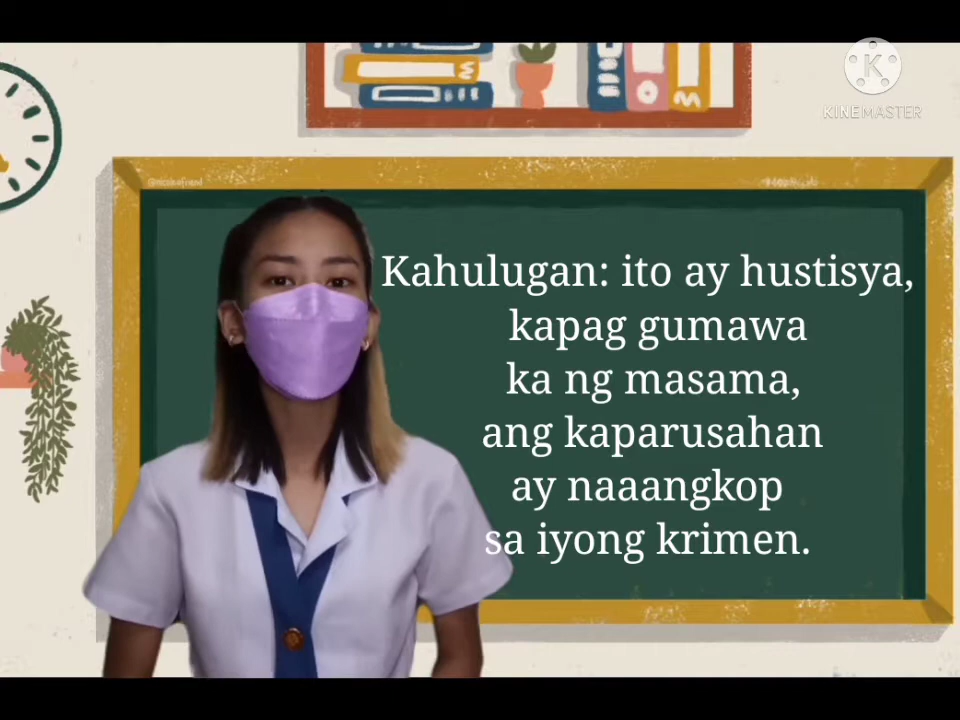 KINEMASTER
Kahulugan: ito ay hustisya,
kapag gumawa
ka ng masama,
ang kaparusahan
ay naaangkop
sa iyong krimen.